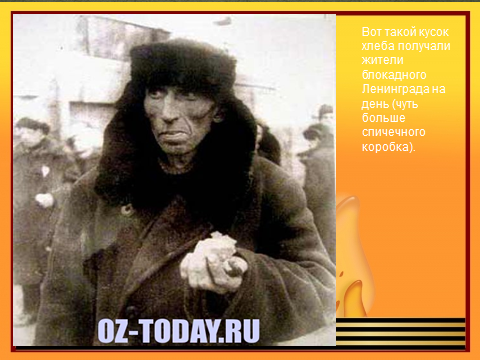 Вот такой кусок
хлеба получали
жители
блокадного
Ленинграда на
день (чуть
больше
спичечного
коробка).
OZ-TODAY.RU